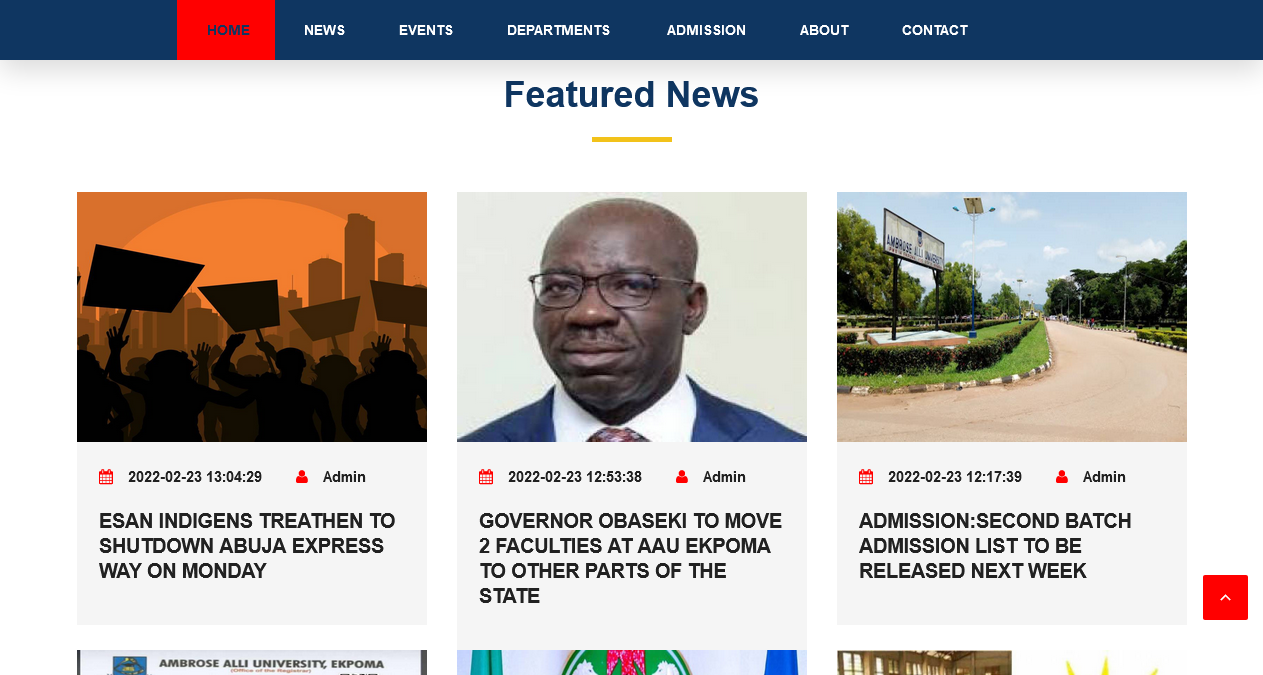 HOME NEWS EVENTS DEPARTMENTS ADMISSION ABOUT CONTACT
Featured News
AMBROSE ALLI UNIVERSITY
2022-02-23 13:04:29 Admin
ESAN INDIGENS TREATHEN TO
SHUTDOWN ABUJA EXPRESS
WAY ON MONDAY
2022-02-23 12:53:38 Admin
GOVERNOR OBASEKI TO MOVE
2 FACULTIES AT AAU EKPOMA
TO OTHER PARTS OF THE
STATE
2022-02-23 12:17:39 Admin
ADMISSION:SECOND BATCH
ADMISSION LIST TO BE
RELEASED NEXT WEEK
AMBROSE ALLI UNIVERSITY, EKPOMA
(Office of the Registrar)